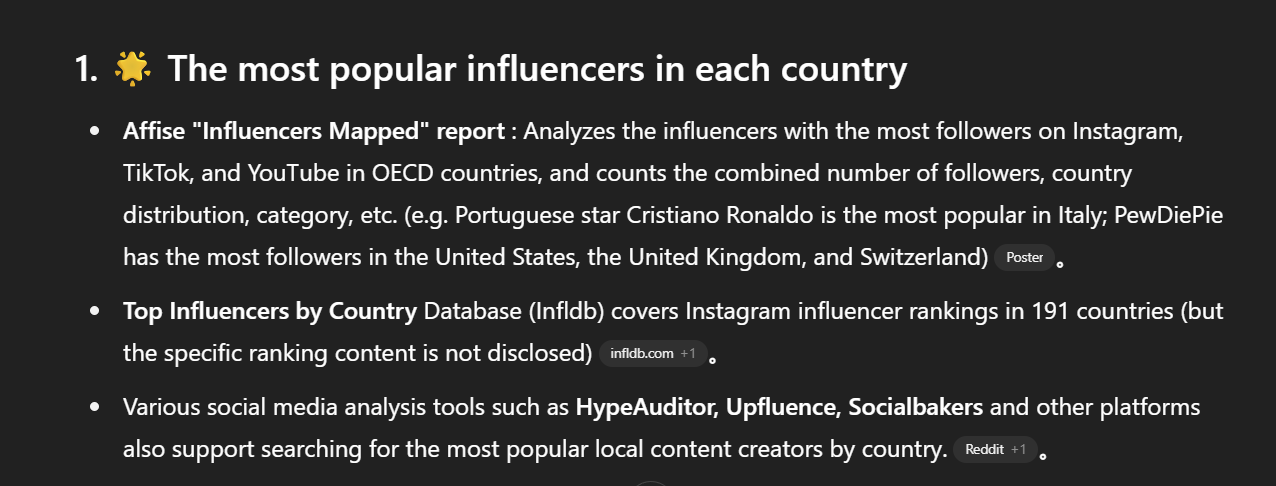 1. 🌟 The most popular influencers in each country
• Affise "Influencers Mapped" report : Analyzes the influencers with the most followers on Instagram,
TikTok, and YouTube in OECD countries, and counts the combined number of followers, country
distribution, category, etc. (e.g. Portuguese star Cristiano Ronaldo is the most popular in Italy; PewDiePie
has the most followers in the United States, the United Kingdom, and Switzerland) Poster 。
• Top Influencers by Country Database (Infldb) covers Instagram influencer rankings in 191 countries (but
the specific ranking content is not disclosed) infldb.com +1 。
• Various social media analysis tools such as HypeAuditor, Upfluence, Socialbakers and other platforms
also support searching for the most popular local content creators by country. Reddit +1 。